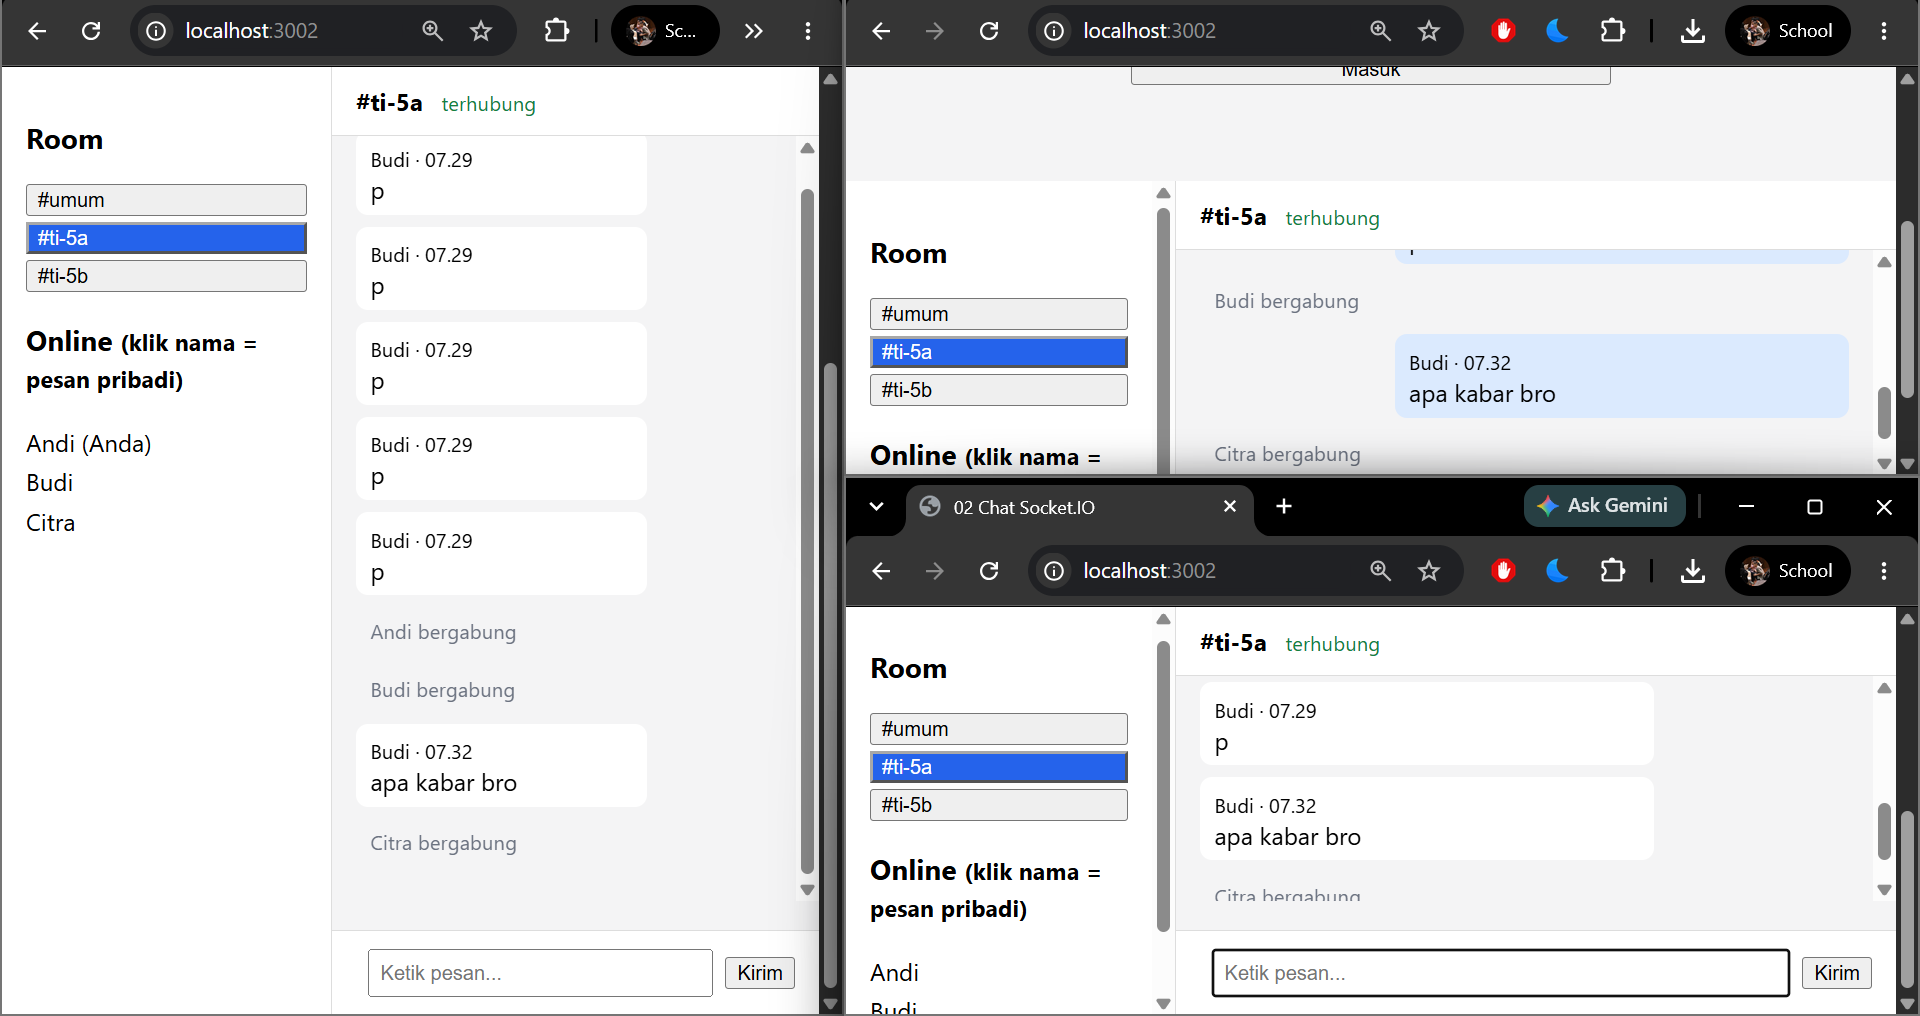 localhost:3002
Sc...
Room
#umum
#ti-5a
#ti-5b
Online (klik nama =
pesan pribadi)
Andi (Anda)
Budi
Citra
#ti-5a terhubung
Budi · 07.29
p
Budi · 07.29
p
Budi · 07.29
p
Budi · 07.29
p
Budi · 07.29
p
Andi bergabung
Budi bergabung
Budi · 07.32
apa kabar bro
Citra bergabung
Ketik pesan...
Kirim
localhost:3002
School
Masuk
Room
#umum
#ti-5a
#ti-5b
Online (klik nama =
#ti-5a terhubung
Budi bergabung
Budi · 07.32
apa kabar bro
Citra bergabung
02 Chat Socket.IO
Ask Gemini
localhost:3002
School
Room
#umum
#ti-5a
#ti-5b
Online (klik nama =
pesan pribadi)
Andi
Budi
#ti-5a terhubung
Budi · 07.29
p
Budi · 07.32
apa kabar bro
Citra bergabung
Ketik pesan...
Kirim